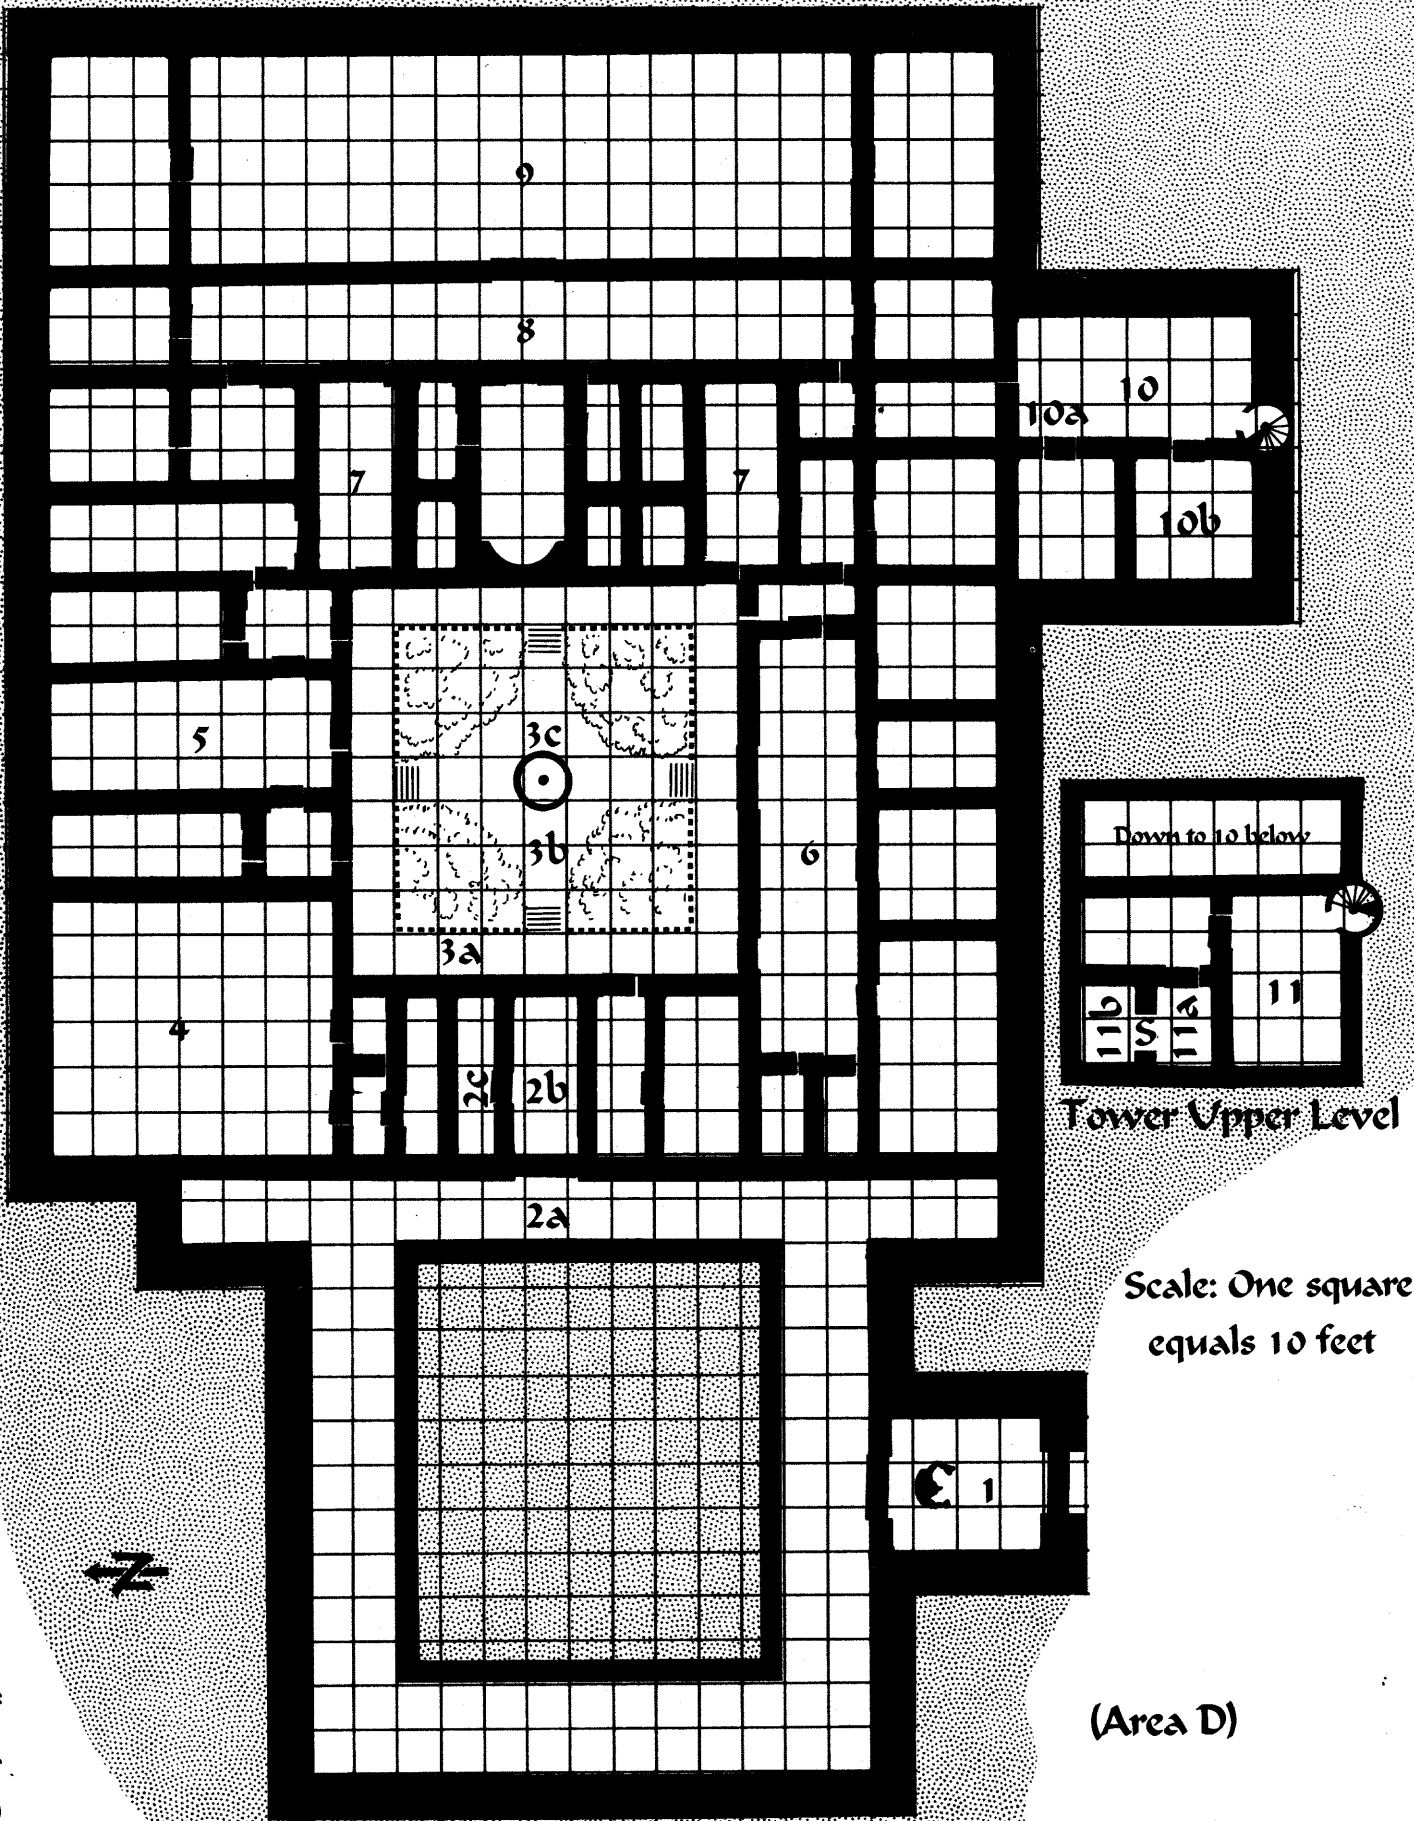 9
8
10
10a
7
7
10b
3c
5
3b
6
Down to 10 below
3a
11
11b
S
11a
4
2c
2b
Tower Upper Level
2a
Scale: One square
equals 10 feet
1
N
(Area D)